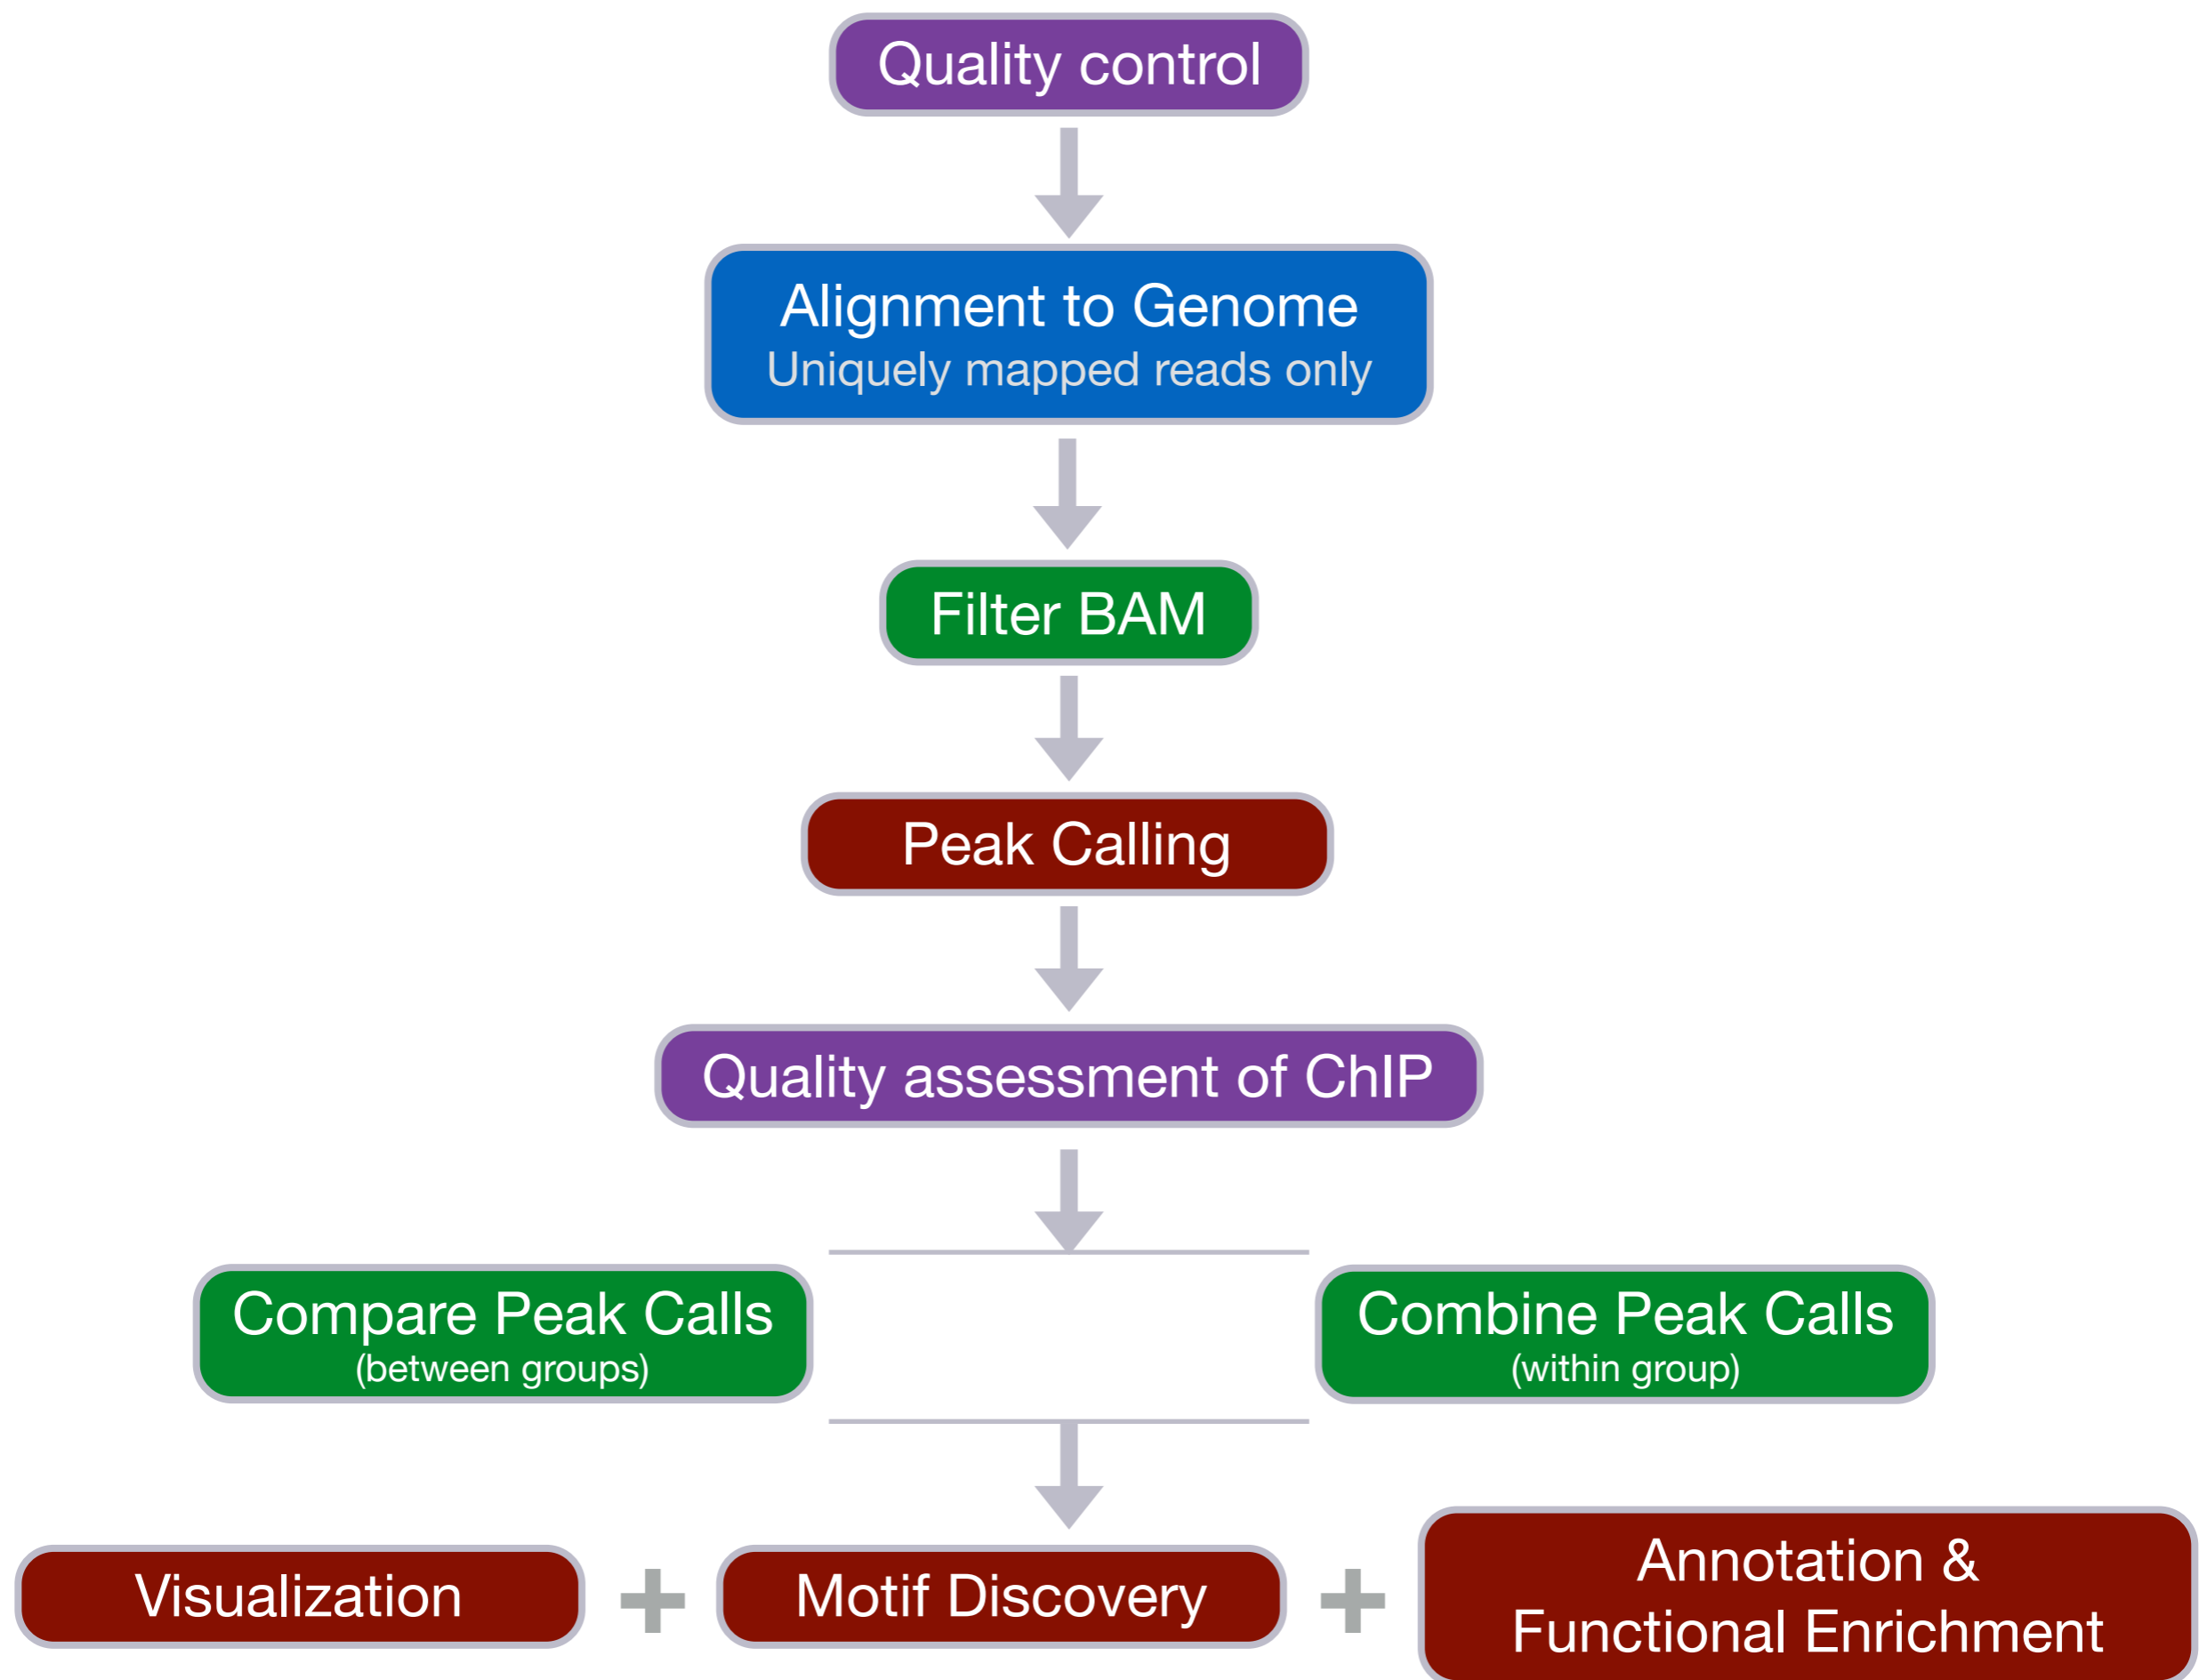 Quality control
Alignment to Genome
Uniquely mapped reads only
Filter BAM
Peak Calling
Quality assessment of ChIP
Compare Peak Calls
(between groups)
Combine Peak Calls
(within group)
Visualization
+
Motif Discovery
+
Annotation &
Functional Enrichment